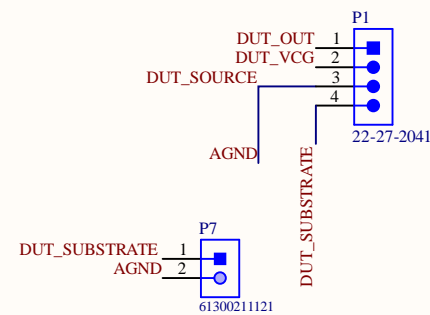 P1
DUT_OUT 1
DUT_VCG 2
DUT_SOURCE 3
4
22-27-2041
AGND
DUT_SUBSTRATE
P7
DUT_SUBSTRATE 1
AGND 2
61300211121